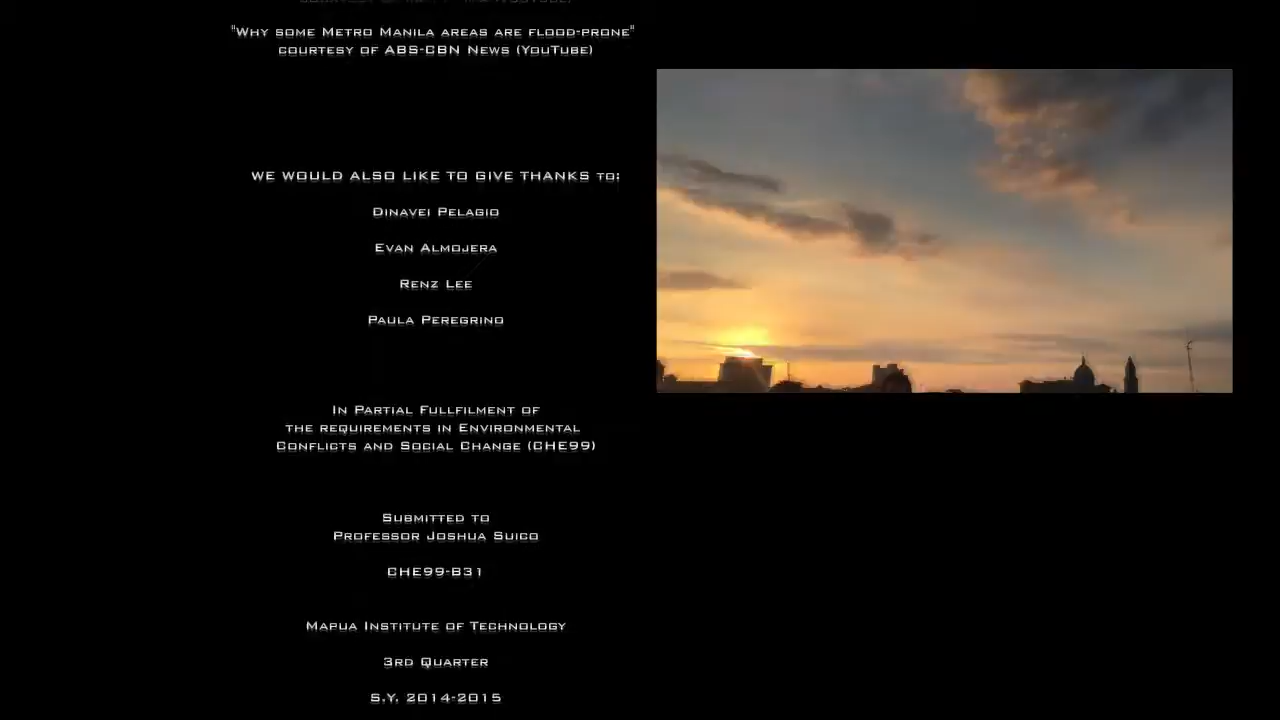 "Why some Metro Manila areas are flood-prone"
courtesy of ABS-CBN News (YouTube)
WE WOULD ALSO LIKE TO GIVE THANKS to:
Dinavei Pelagio
Evan Almojera
Renz Lee
Paula Peregrino
In Partial Fullfilment of
the requirements in Environmental
Conflicts and Social Change (CHE99)
Submitted to
Professor Joshua Suico
CHE99-B31
Mapua Institute of Technology
3rd Quarter
S.Y. 2014-2015